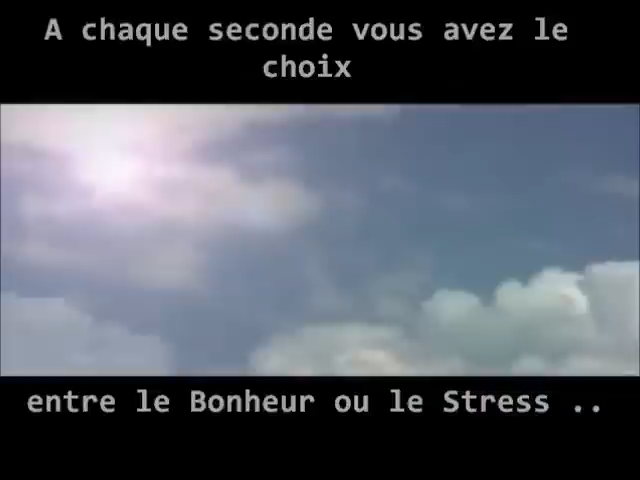 A chaque seconde vous avez le
choix
entre le Bonheur ou le Stress ..